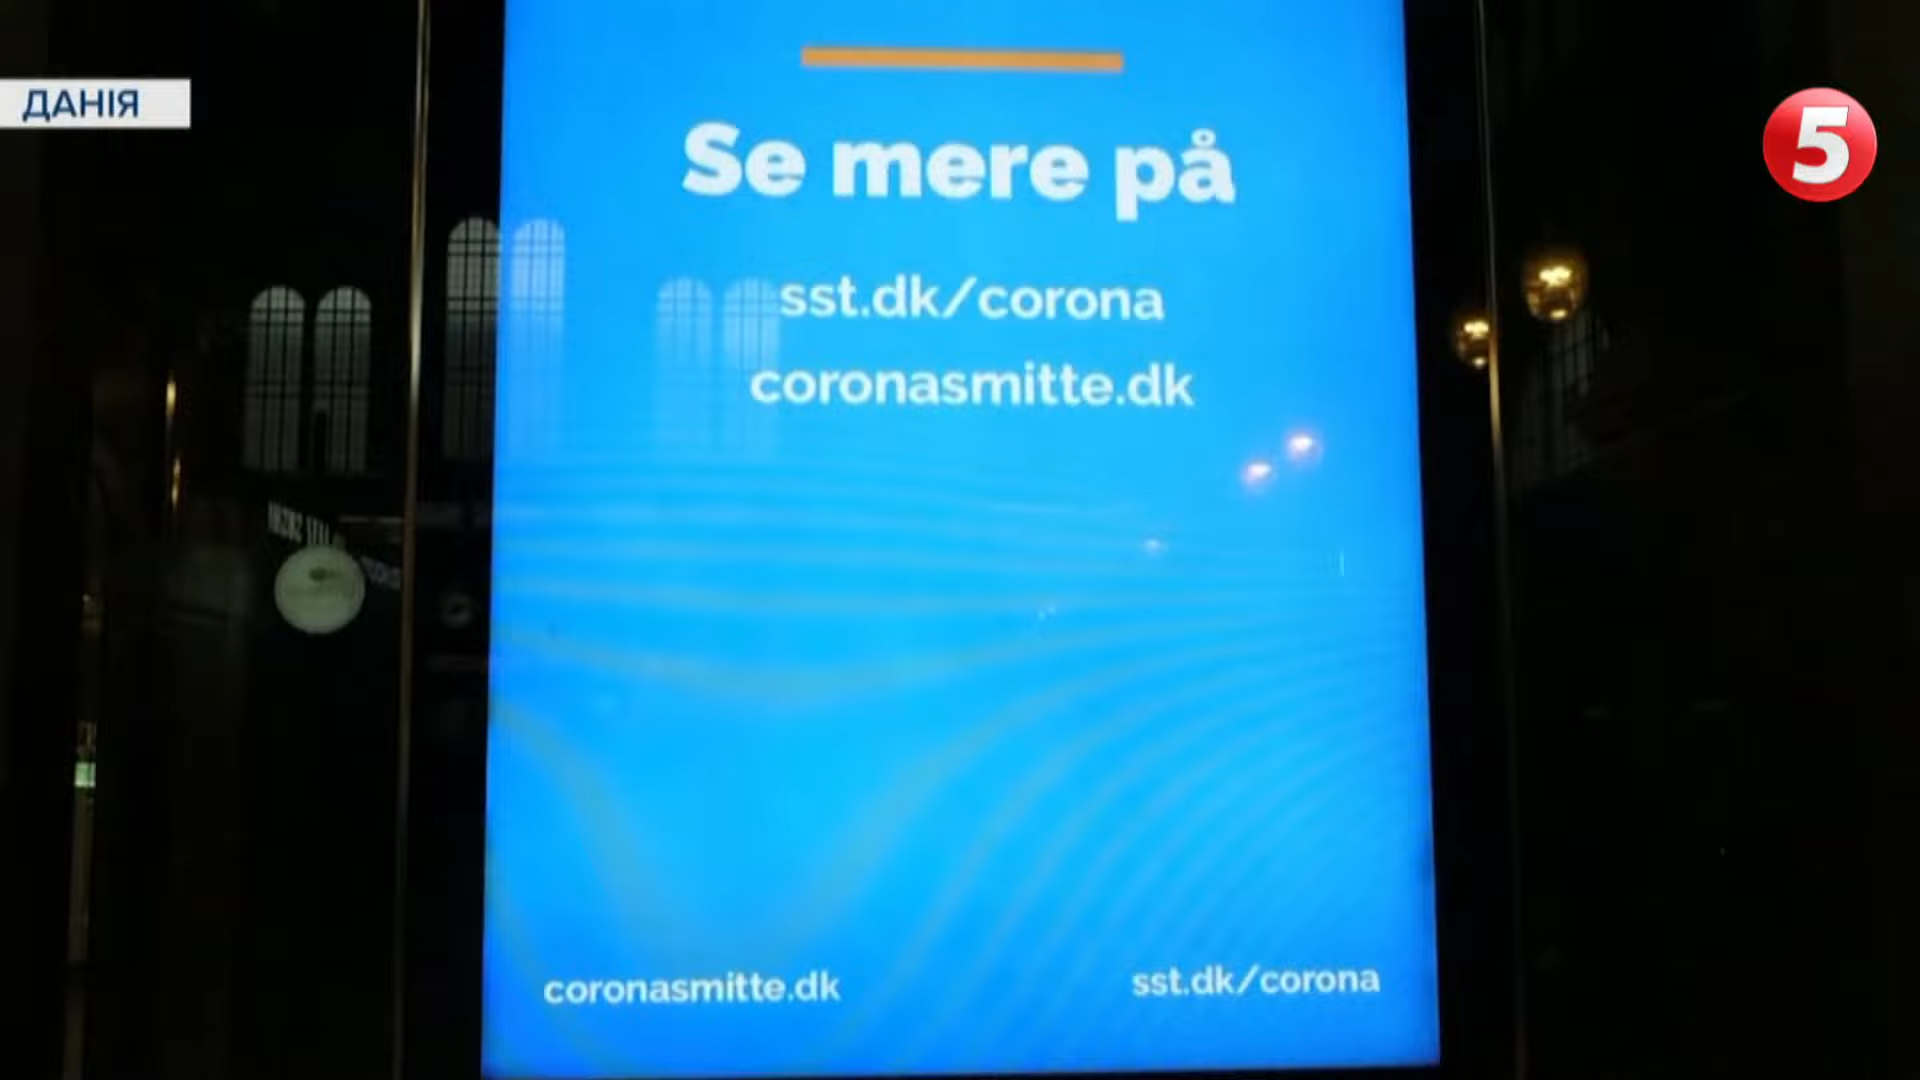 ДАНІЯ
5
Se mere på
sst.dk/corona
coronasmitte.dk
coronasmitte.dk
sst.dk/corona